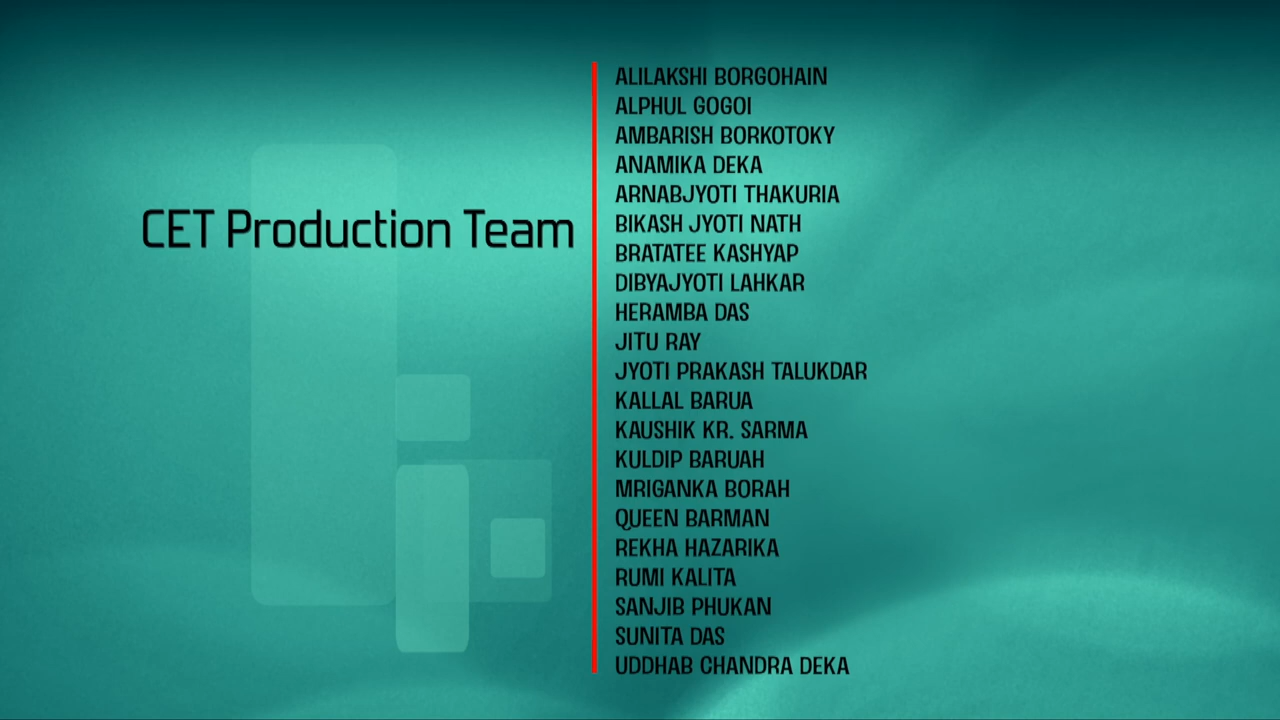 CET Production Team
ALILAKSHI BORGOHAIN
ALPHUL GOGOI
AMBARISH BORKOTOKY
ANAMIKA DEKA
ARNABJYOTI THAKURIA
BIKASH JYOTI NATH
BRATATEE KASHYAP
DIBYAJYOTI LAHKAR
HERAMBA DAS
JITU RAY
JYOTI PRAKASH TALUKDAR
KALLAL BARUA
KAUSHIK KR. SARMA
KULDIP BARUAH
MRIGANKA BORAH
QUEEN BARMAN
REKHA HAZARIKA
RUMI KALITA
SANJIB PHUKAN
SUNITA DAS
UDDHAB CHANDRA DEKA